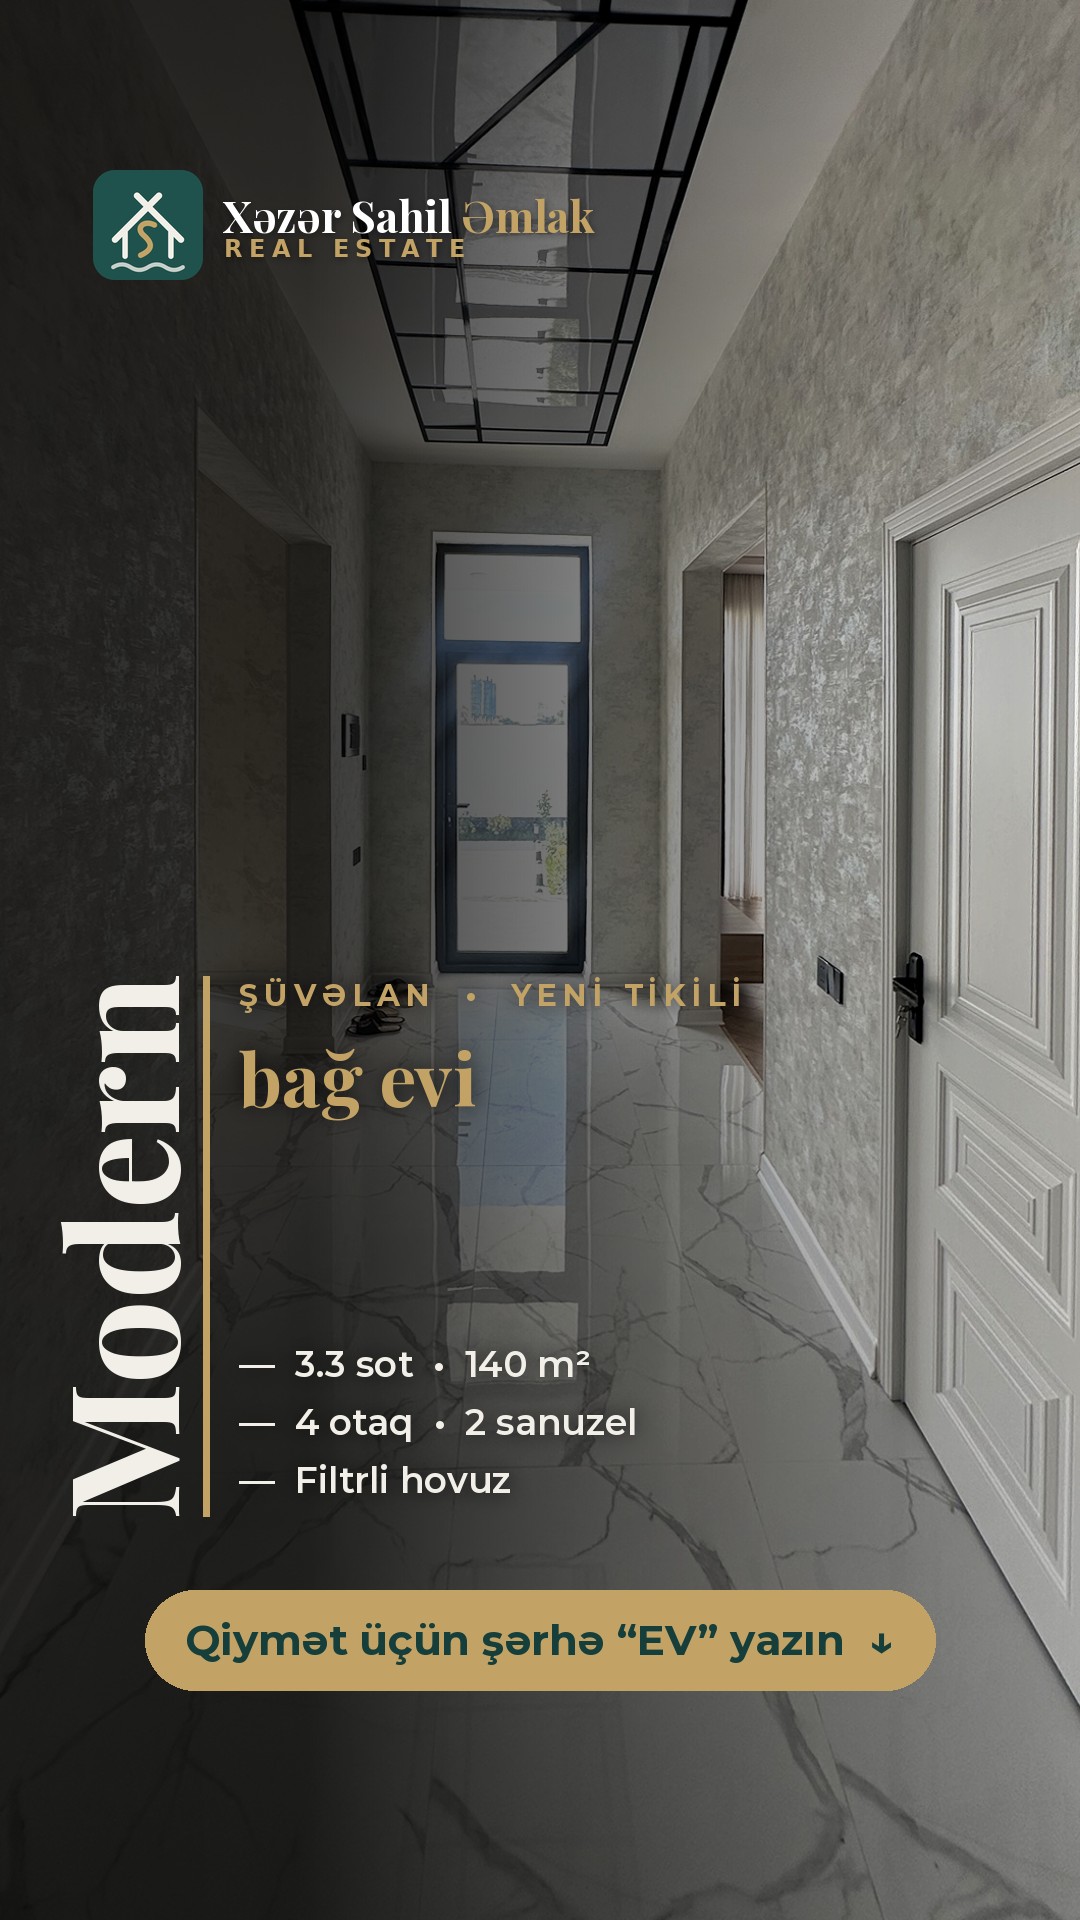 Xəzər Sahil Əmlak
REAL ESTATE
Modern
ŞÜVƏLAN • YENİ TİKİLİ
bağ evi
— 3.3 sot • 140 m²
— 4 otaq • 2 sanuzel
— Filtrli hovuz
Qiymət üçün şərhə “EV” yazın ↓